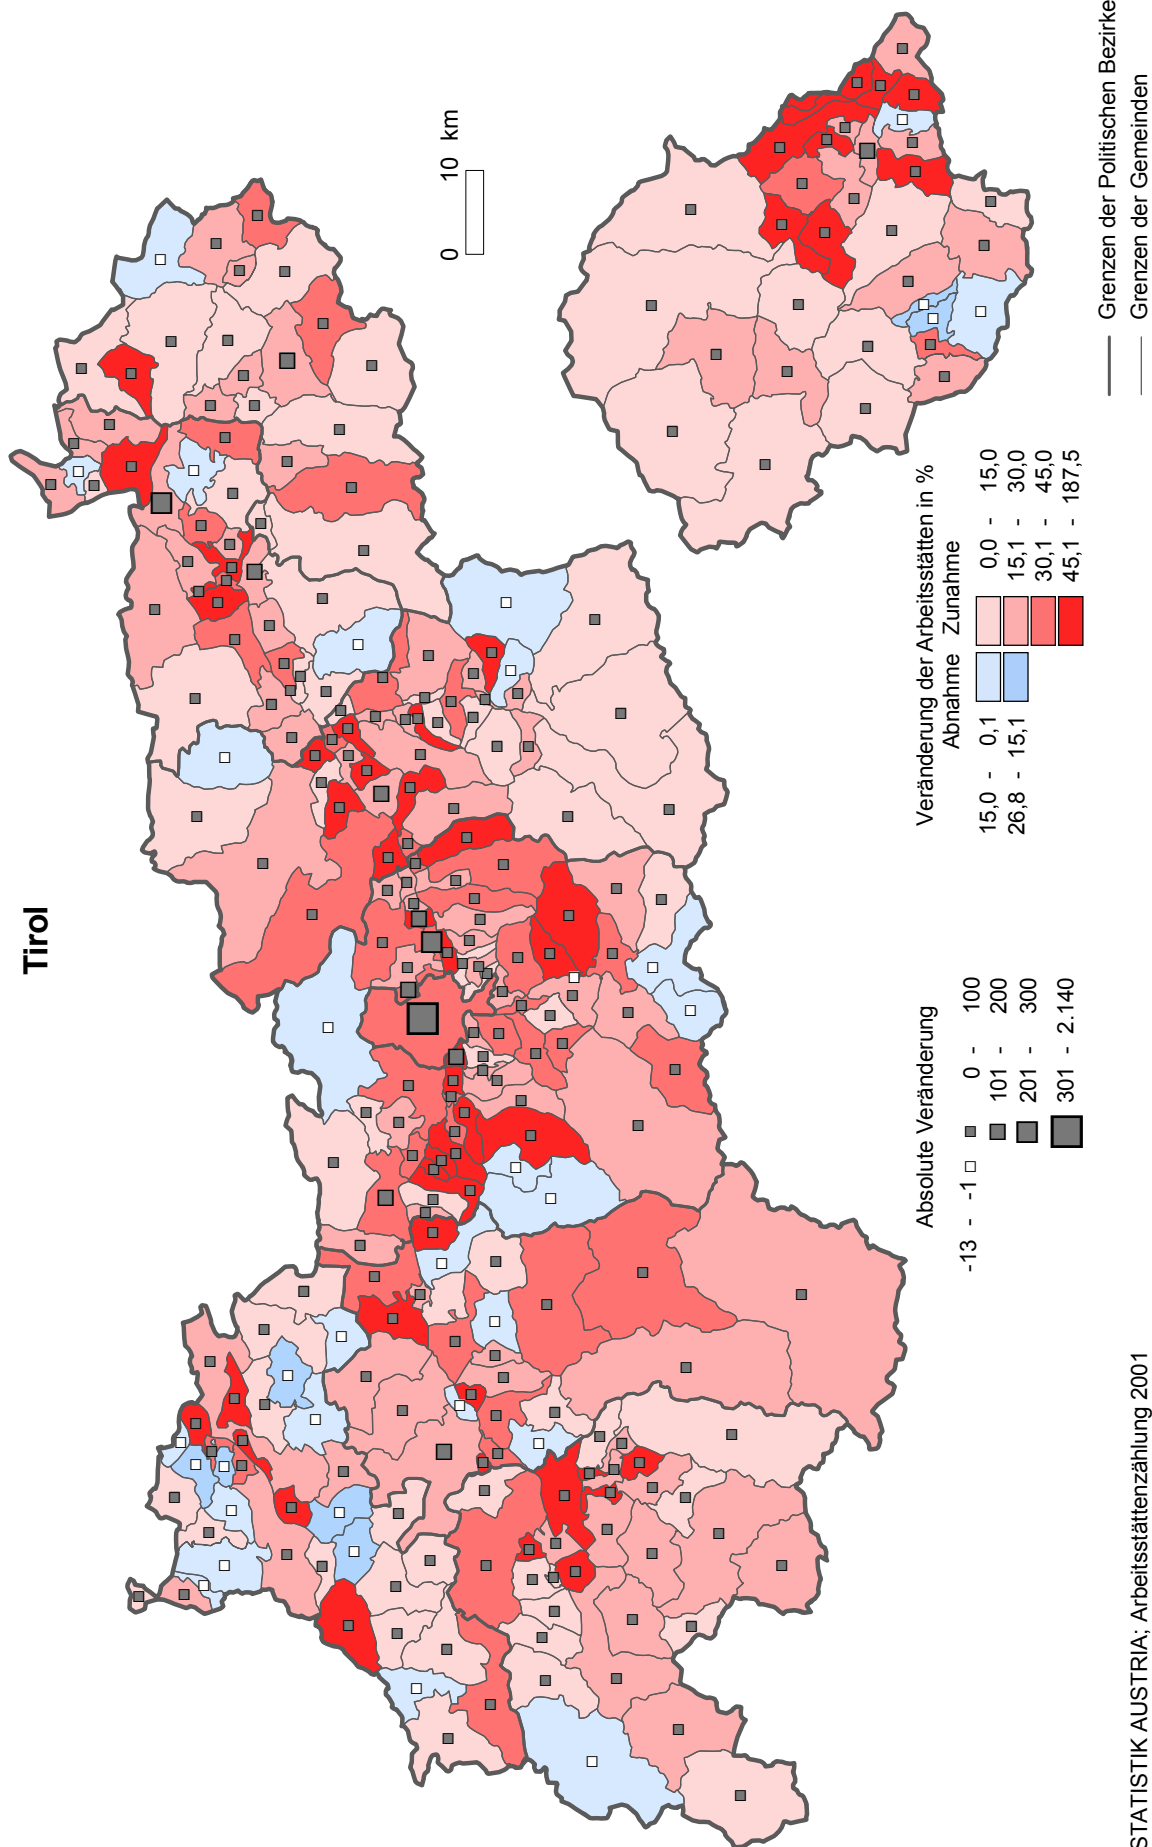 Tirol
0 10 km
Absolute Veränderung
-13 - -1
0 - 100
101 - 200
201 - 300
301 - 2.140
Veränderung der Arbeitsstätten in %
Abnahme Zunahme
15,0 - 0,1 0,0 - 15,0
26,8 - 15,1 15,1 - 30,0
30,1 - 45,0
45,1 - 187,5
Grenzen der Politischen Bezirke
Grenzen der Gemeinden
STATISTIK AUSTRIA; Arbeitsstättenzählung 2001